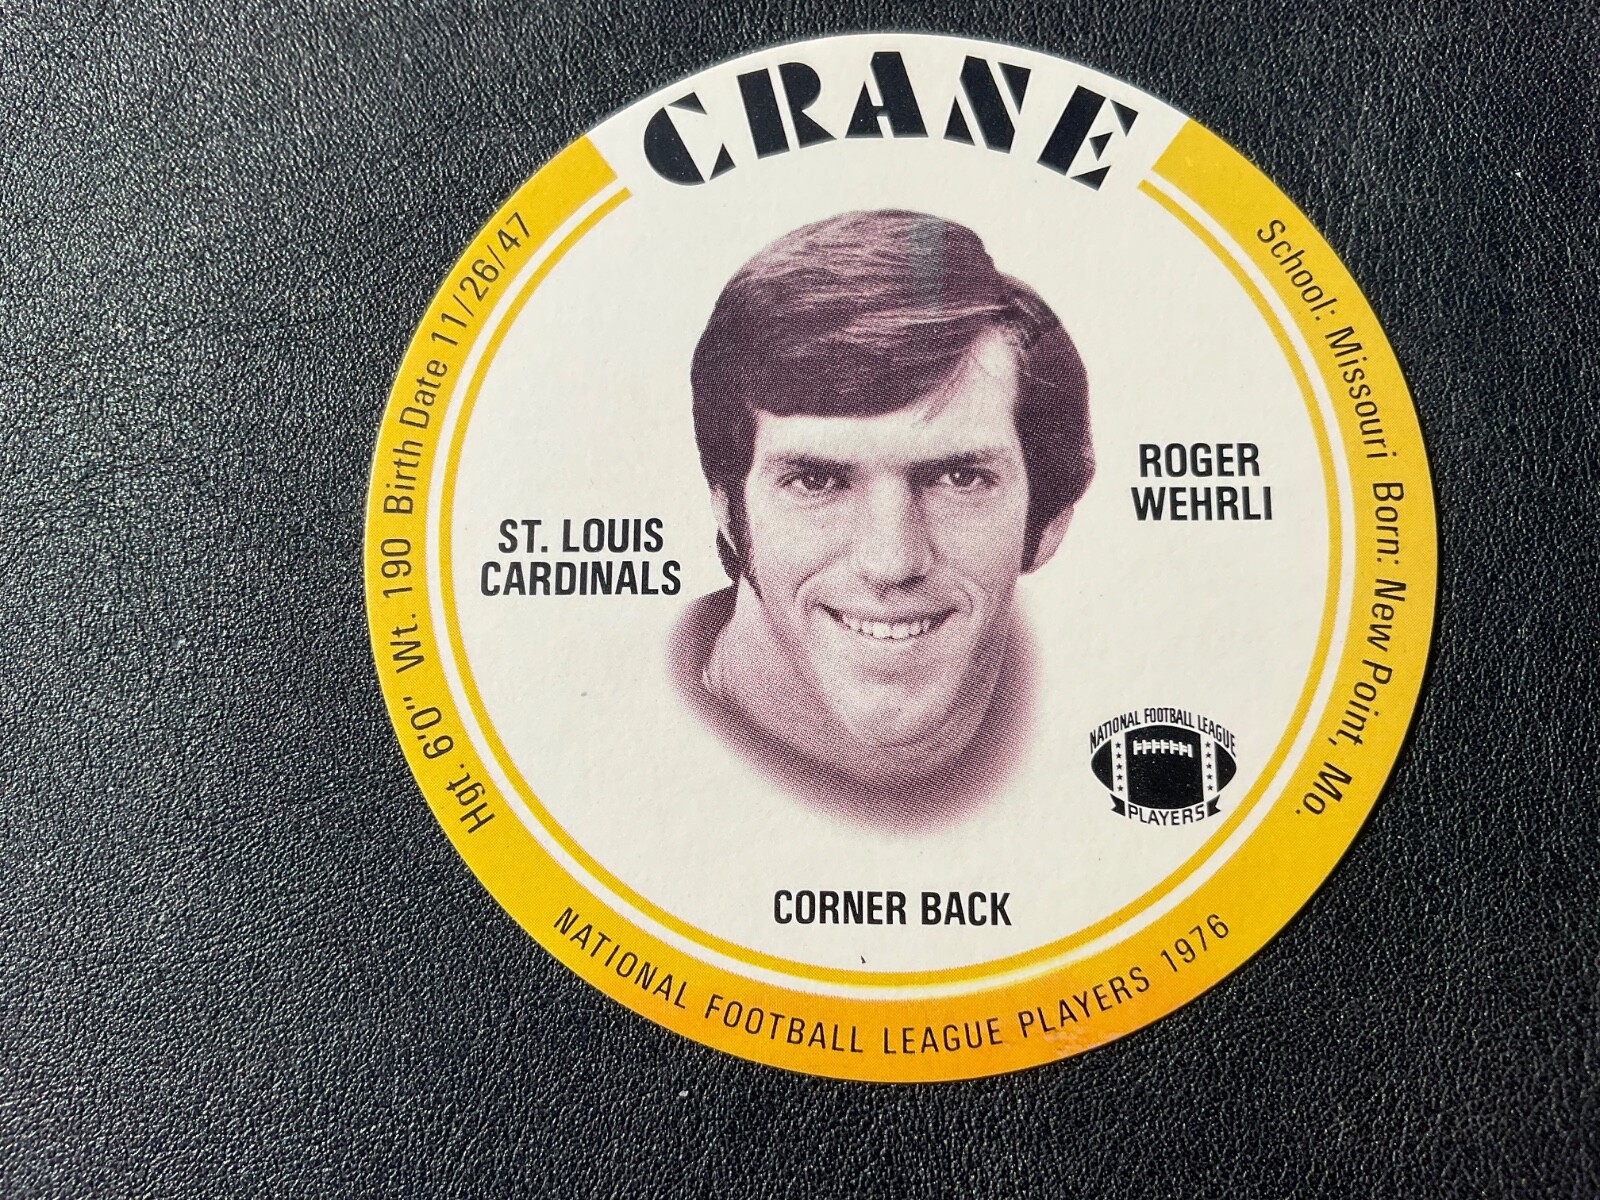 CRANE
Hgt. 6'0" Wt. 190 Birth Date 11/26/47
School: Missouri Born: New Point, Mo.
ROGER
WEHRLI
ST. LOUIS
CARDINALS
NATIONAL FOOTBALL LEAGUE
PLAYERS
CORNER BACK
NATIONAL FOOTBALL LEAGUE PLAYERS 1976